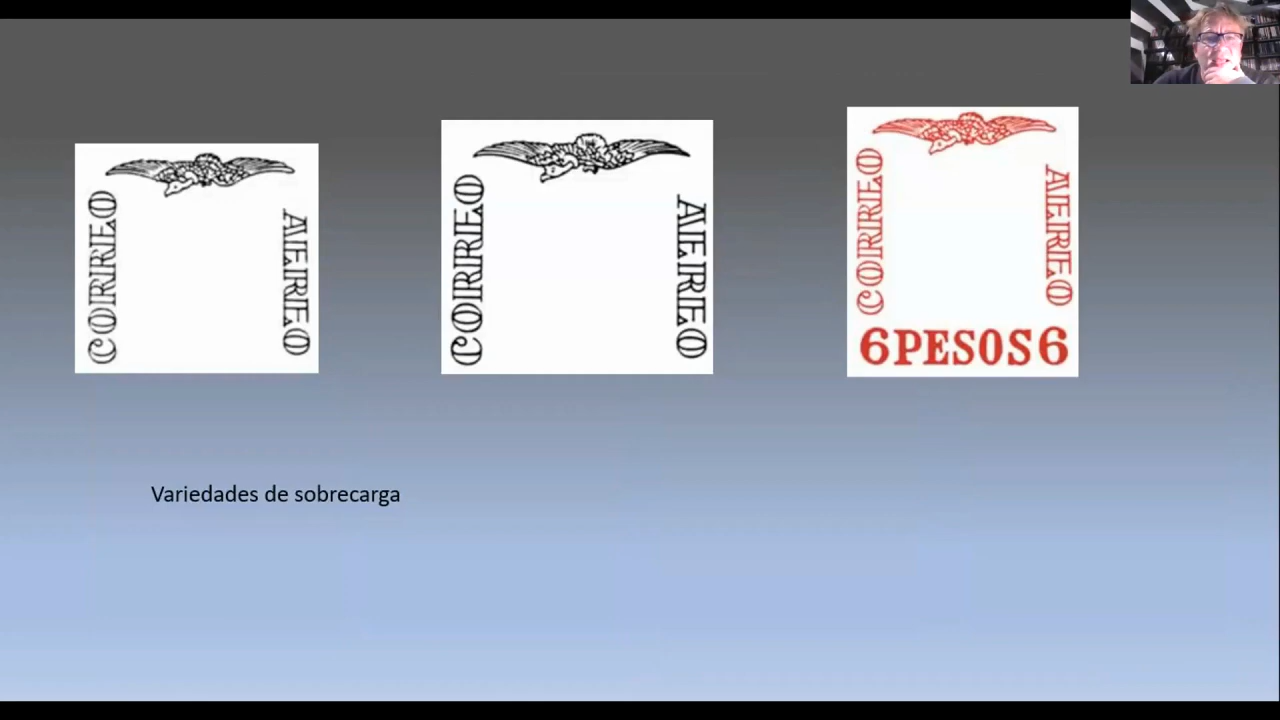 CORREO
AEREO
CORREO
AEREO
CORREO
AEREO
6PESOS6
Variedades de sobrecarga